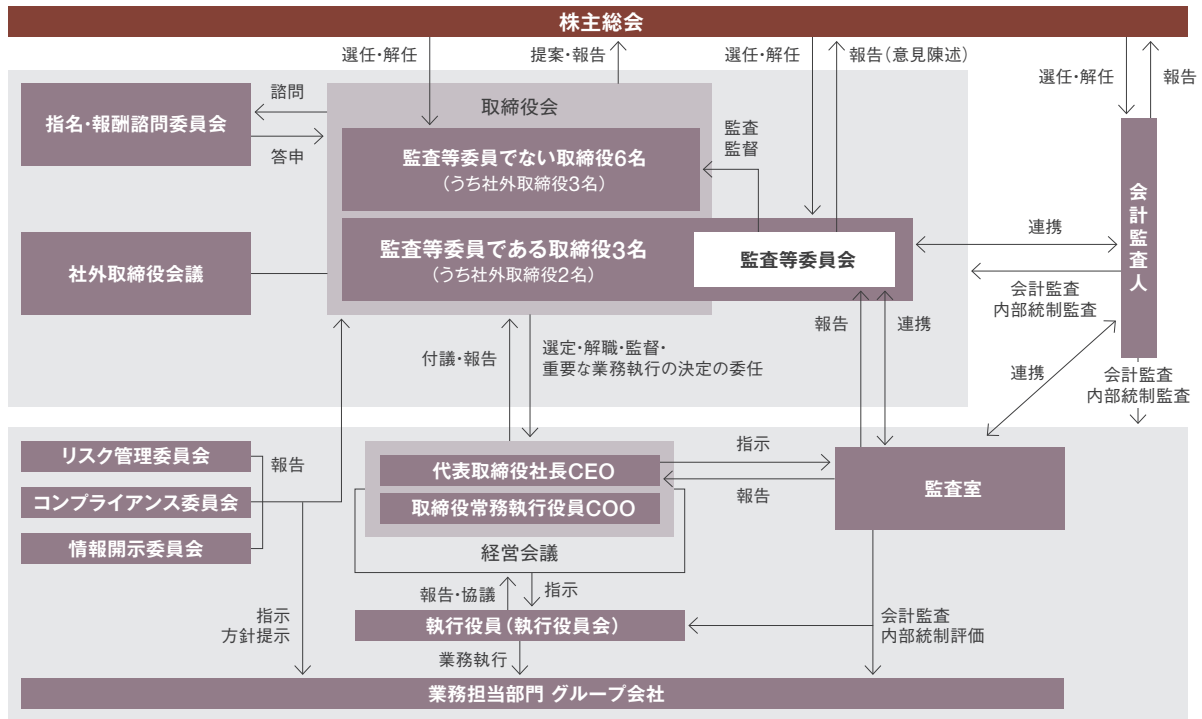 株主総会
選任・解任
提案・報告
選任・解任
報告（意見陳述）
選任・解任
報告
指名・報酬諮問委員会
諮問
答申
取締役会
監査等委員でない取締役6名
（うち社外取締役3名）
監査
監督
会計監査人
社外取締役会議
監査等委員である取締役3名
（うち社外取締役2名）
監査等委員会
連携
会計監査
内部統制監査
付議・報告
選定・解職・監督・
重要な業務執行の決定の委任
報告
連携
連携
会計監査
内部統制監査
リスク管理委員会
コンプライアンス委員会
情報開示委員会
報告
代表取締役社長CEO
取締役常務執行役員COO
経営会議
指示
報告
監査室
報告・協議
指示
指示
方針提示
執行役員（執行役員会）
会計監査
内部統制評価
業務執行
業務担当部門 グループ会社